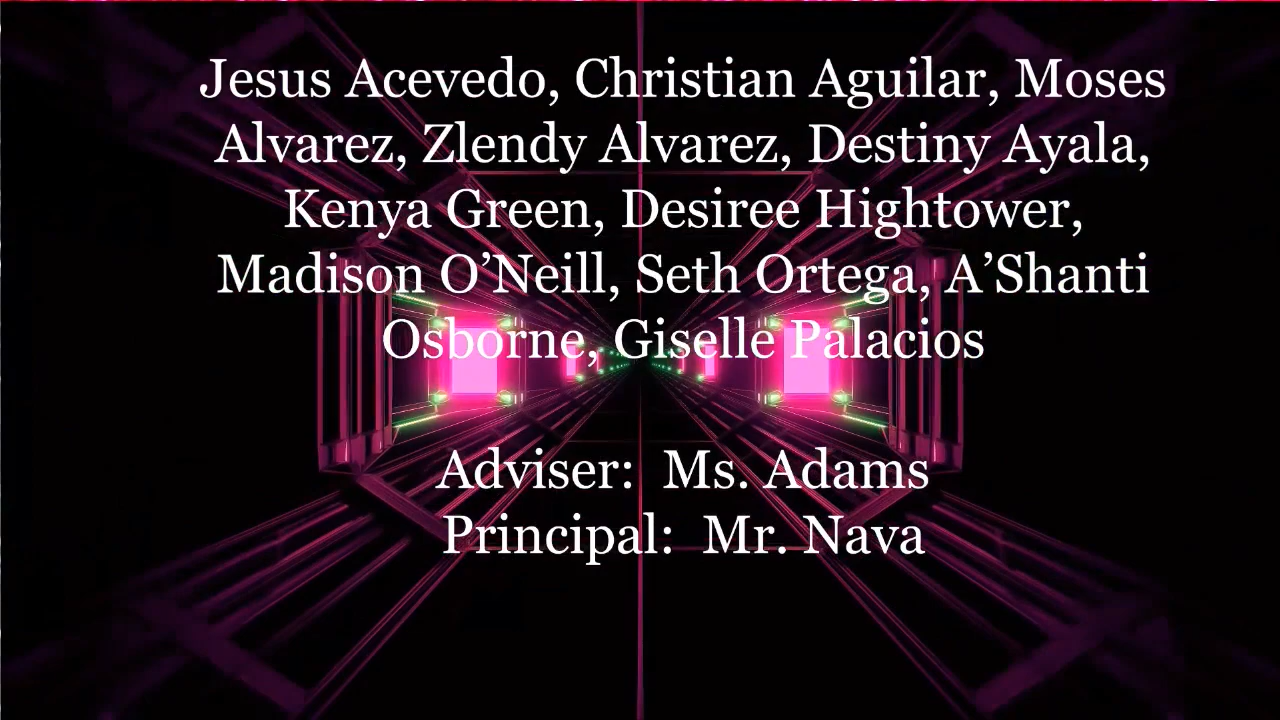 Jesus Acevedo, Christian Aguilar, Moses
Alvarez, Zlendy Alvarez, Destiny Ayala,
Kenya Green, Desiree Hightower,
Madison O’Neill, Seth Ortega, A’Shanti
Osborne, Giselle Palacios
Adviser:  Ms. Adams
Principal:  Mr. Nava